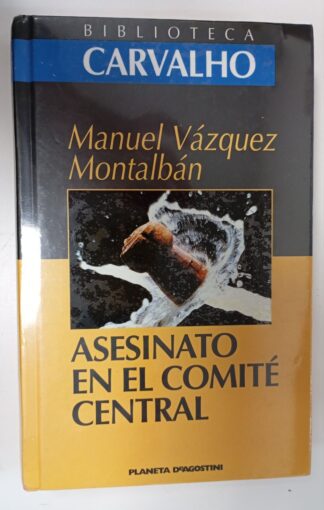 BIBLIOTECA
CARVALHO
Manuel Vázquez
Montalbán
ASESINATO
EN EL COMITÉ
CENTRAL
PLANETA DEAGOSTINI